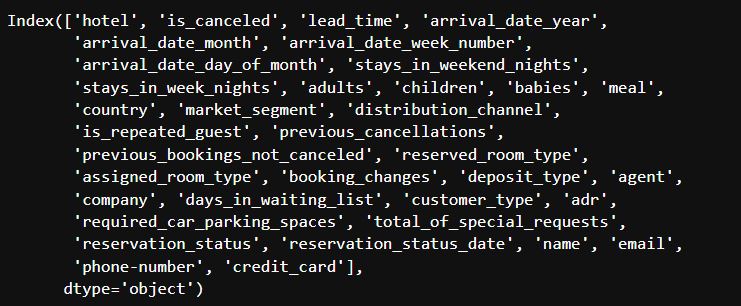 Index(['hotel', 'is_canceled', 'lead_time', 'arrival_date_year',
'arrival_date_month', 'arrival_date_week_number',
'arrival_date_day_of_month', 'stays_in_weekend_nights',
'stays_in_week_nights', 'adults', 'children', 'babies', 'meal',
'country', 'market_segment', 'distribution_channel',
'is_repeated_guest', 'previous_cancellations',
'previous_bookings_not_canceled', 'reserved_room_type',
'assigned_room_type', 'booking_changes', 'deposit_type', 'agent',
'company', 'days_in_waiting_list', 'customer_type', 'adr',
'required_car_parking_spaces', 'total_of_special_requests',
'reservation_status', 'reservation_status_date', 'name', 'email',
'phone-number', 'credit_card'],
dtype='object')